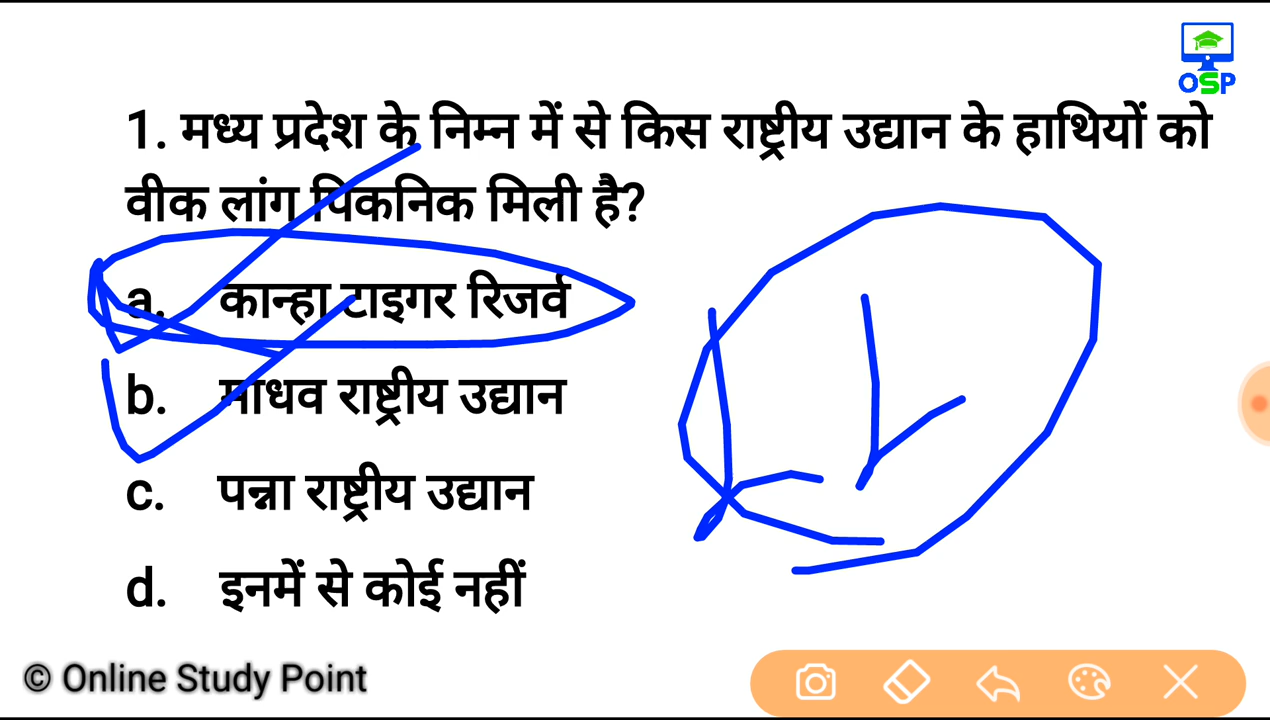 OSP
1. मध्य प्रदेश के निम्न में से किस राष्ट्रीय उद्यान के हाथियों को
वीक लांग पिकनिक मिली है?
a. कान्हा टाइगर रिजर्व
b. माधव राष्ट्रीय उद्यान
c. पन्ना राष्ट्रीय उद्यान
d. इनमें से कोई नहीं
© Online Study Point